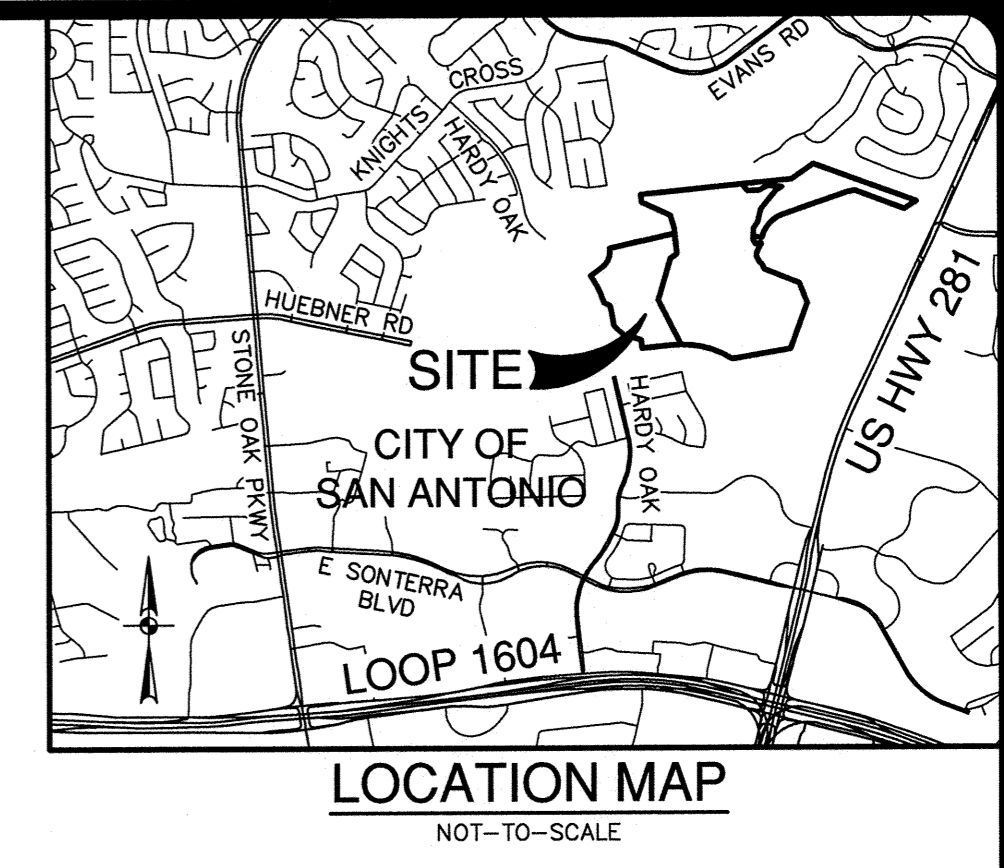 EVANS RD
CROSS
KNIGHTS
HARDY OAK
HUEBNER RD
US HWY 281
STONE OAK PKWY
SITE
HARDY OAK
CITY OF
SAN ANTONIO
E SONTERRA
BLVD
LOOP 1604
LOCATION MAP
NOT-TO-SCALE